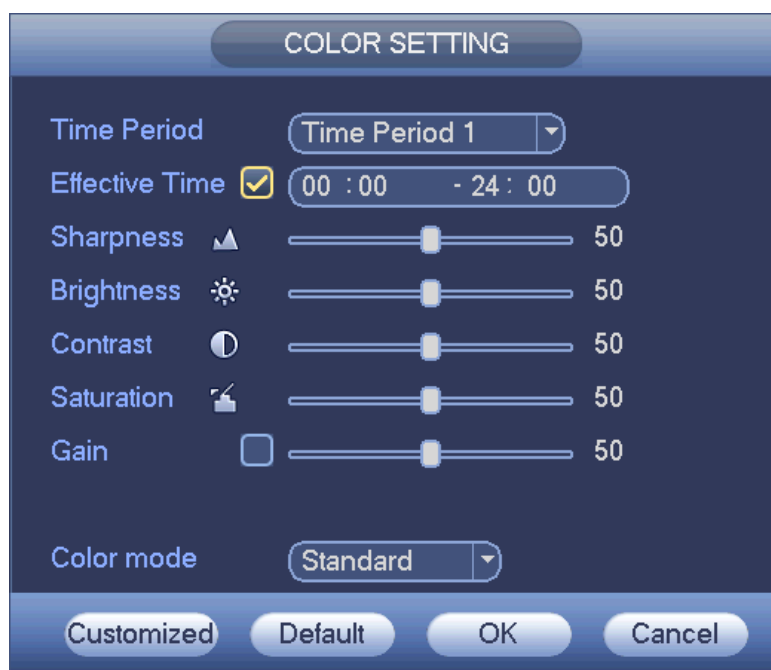 COLOR SETTING
Time Period Time Period 1
Effective Time 00 :00 - 24 : 00
Sharpness 50
Brightness 50
Contrast 50
Saturation 50
Gain 50
Color mode Standard
Customized Default OK Cancel